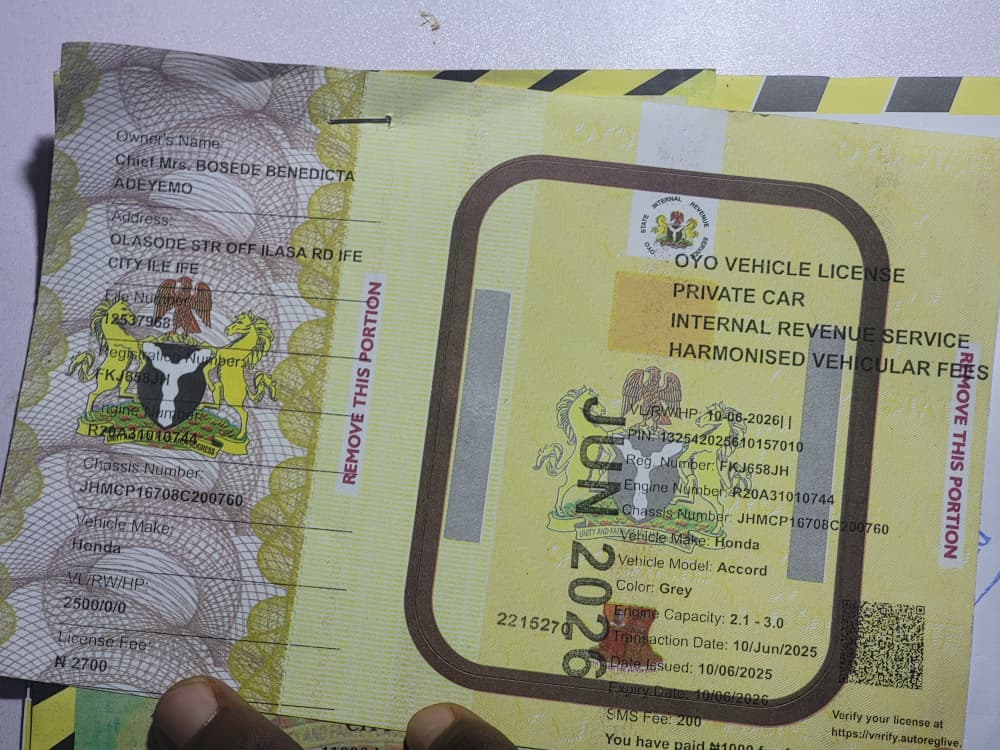 Owner's Name
Chief Mrs. BOSEDE BENEDICTA
ADEYEMO
Address:
OLASODE STR OFF ILASA RD IFE
CITY ILE IFE
File Number:
12537968
Registration Number:
FKJ658JH
Engine Number:
R20A31010744
Chassis Number:
JHMCP16708C200760
Vehicle Make:
Honda
VL/RW/HP:
2500/0/0
License Fee:
₦ 2700
REMOVE THIS PORTION
OYO STATE INTERNAL REVENUE
OYO VEHICLE LICENSE
PRIVATE CAR
INTERNAL REVENUE SERVICE
HARMONISED VEHICULAR FEES
VL/RW/HP: 10-06-2026| |
PIN: 132542025610157010
Reg. Number: FKJ658JH
Engine Number: R20A31010744
Chassis Number: JHMCP16708C200760
Vehicle Make: Honda
Vehicle Model: Accord
Color: Grey
Engine Capacity: 2.1 - 3.0
Transaction Date: 10/Jun/2025
Date Issued: 10/06/2025
Expiry Date: 10/06/2026
SMS Fee: 200
You have paid ₦1000
JUN 2026
2215270
UNITY AND
Verify your license at
https://verify.autoreglive.
REMOVE THIS PORTION